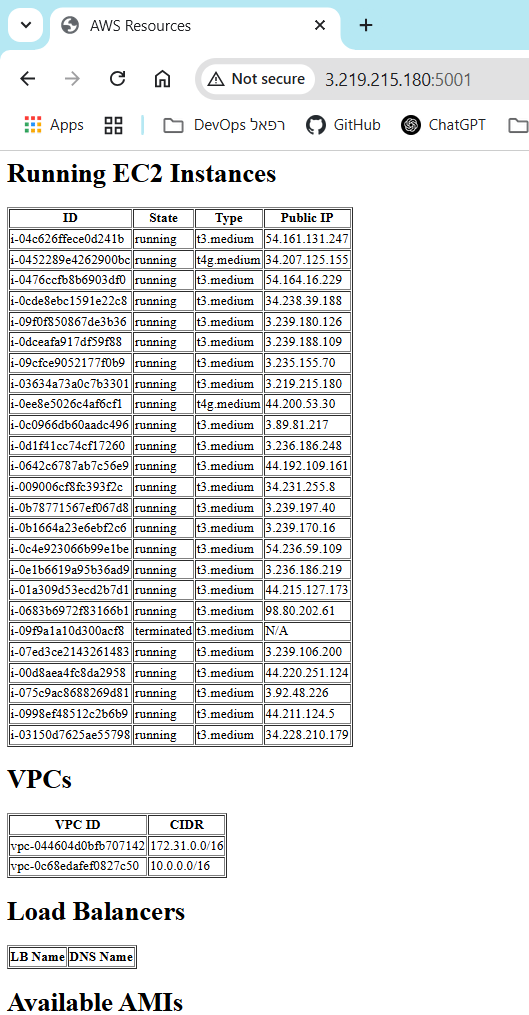 AWS Resources
Not secure 3.219.215.180:5001
Apps DevOps רפאל GitHub ChatGPT
Running EC2 Instances
ID State Type Public IP
i-04c626ffece0d241b running t3.medium 54.161.131.247
i-0452289e4262900bc running t4g.medium 34.207.125.155
i-0476ccfb8b6903df0 running t3.medium 54.164.16.229
i-0cde8ebc1591e22c8 running t3.medium 34.238.39.188
i-09f0f850867de3b36 running t3.medium 3.239.180.126
i-0dceafa917df59f88 running t3.medium 3.239.188.109
i-09cfce9052177f0b9 running t3.medium 3.235.155.70
i-03634a73a0c7b3301 running t3.medium 3.219.215.180
i-0ee8e5026c4af6cf1 running t4g.medium 44.200.53.30
i-0c0966db60aadc496 running t3.medium 3.89.81.217
i-0d1f41cc74cf17260 running t3.medium 3.236.186.248
i-0642c6787ab7c56e9 running t3.medium 44.192.109.161
i-009006cf8fc393f2c running t3.medium 34.231.255.8
i-0b78771567ef067d8 running t3.medium 3.239.197.40
i-0b1664a23e6ebf2c6 running t3.medium 3.239.170.16
i-0c4e923066b99e1be running t3.medium 54.236.59.109
i-0e1b6619a95b36ad9 running t3.medium 3.236.186.219
i-01a309d53ecd2b7d1 running t3.medium 44.215.127.173
i-0683b6972f83166b1 running t3.medium 98.80.202.61
i-09f9a1a10d300acf8 terminated t3.medium N/A
i-07ed3ce2143261483 running t3.medium 3.239.106.200
i-00d8aea4fc8da2958 running t3.medium 44.220.251.124
i-075c9ac8688269d81 running t3.medium 3.92.48.226
i-0998ef48512c2b6b9 running t3.medium 44.211.124.5
i-03150d7625ae55798 running t3.medium 34.228.210.179
VPCs
VPC ID CIDR
vpc-044604d0bfb707142 172.31.0.0/16
vpc-0c68edafef0827c50 10.0.0.0/16
Load Balancers
LB Name DNS Name
Available AMIs